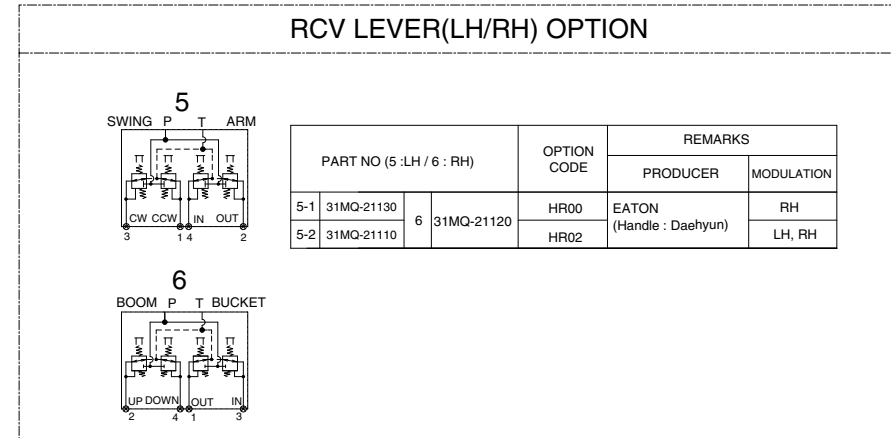 RCV LEVER(LH/RH) OPTION
5
SWING P T ARM
CW CCW IN OUT
3 1 4 2
PART NO (5 :LH / 6 : RH) OPTION CODE REMARKS
PRODUCER MODULATION
5-1 31MQ-21130 6 31MQ-21120 HR00 EATON (Handle : Daehyun) RH
5-2 31MQ-21110 HR02 LH, RH
6
BOOM P T BUCKET
UP DOWN OUT IN
2 4 1 3